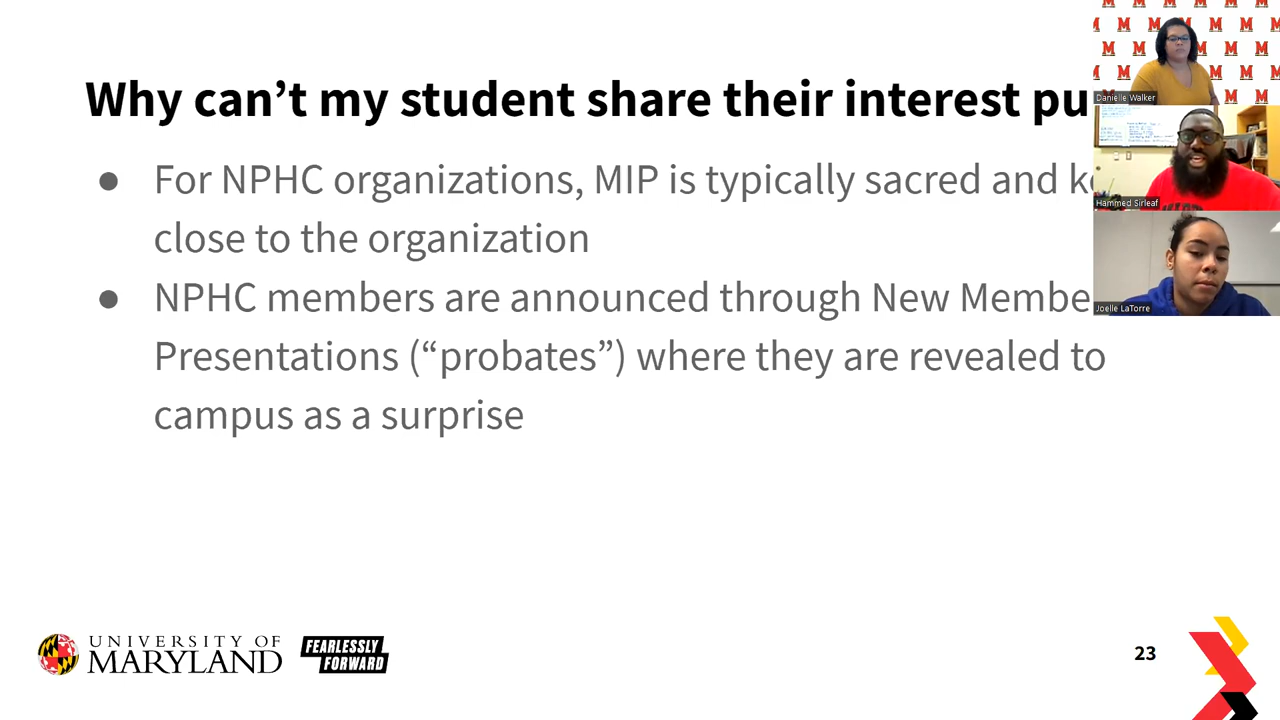 Why can’t my student share their interest pu
● For NPHC organizations, MIP is typically sacred and
close to the organization
● NPHC members are announced through New Membe
Presentations (“probates”) where they are revealed to
campus as a surprise
Danielle Walker
Hammed Sirleaf
Joelle LaTorre
UNIVERSITY OF
MARYLAND
FEARLESSLY
FORWARD
23